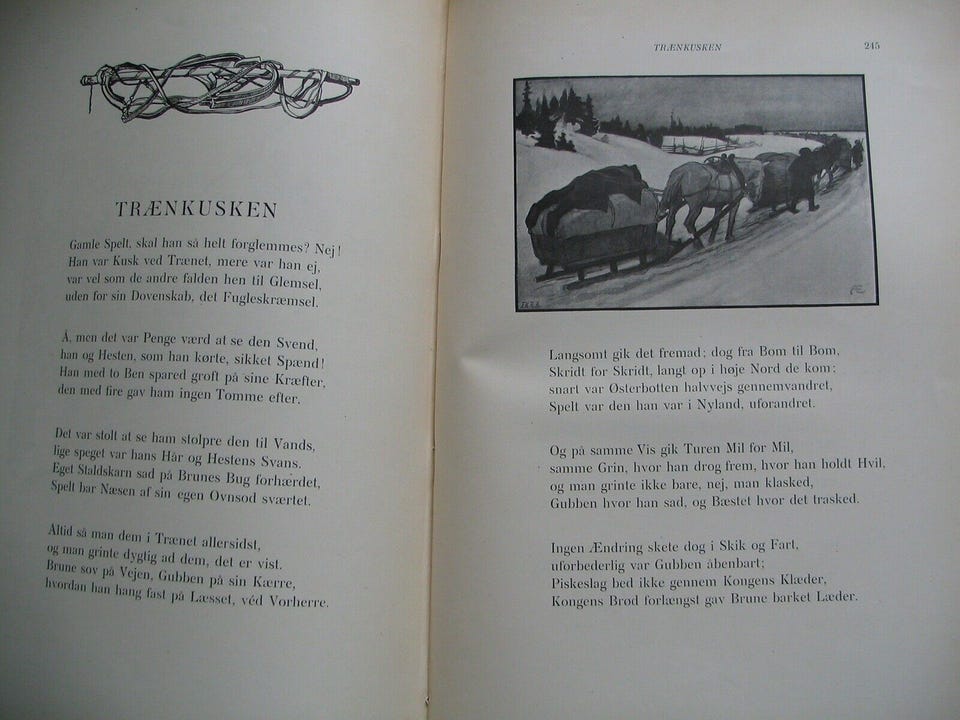 TRÆNKUSKEN
Gamle Spelt, skal han så helt forglemmes? Nej!
Han var Kusk ved Trænet, mere var han ej,
var vel som de andre falden hen til Glemsel,
uden for sin Dovenskab, det Fugleskræmsel.
Å, men det var Penge værd at se den Svend,
han og Hesten, som han kørte, sikket Spænd!
Han med to Ben spared groft på sine Kræfter,
den med fire gav ham ingen Tomme efter.
Det var stolt at se ham stolpre den til Vands,
lige speget var hans Hår og Hestens Svans.
Eget Staldskarn sad på Brunes Bug forhærdet,
Spelt bar Næsen af sin egen Ovnsod sværtet.
Altid så man dem i Trænet allersidst,
og man grinte dygtig ad dem, det er vist.
Brune sov på Vejen, Gubben på sin Kærre,
hvordan han hang fast på Læsset, véd Vorherre.
TRÆNKUSKEN 245
Langsomt gik det fremad; dog fra Bom til Bom,
Skridt for Skridt, langt op i høje Nord de kom;
snart var Østerbotten halvvejs gennemvandret,
Spelt var den han var i Nyland, uforandret.
Og på samme Vis gik Turen Mil for Mil,
samme Grin, hvor han drog frem, hvor han holdt Hvil,
og man grinte ikke bare, nej, man klasked,
Gubben hvor han sad, og Bæstet hvor det trasked.
Ingen Ændring skete dog i Skik og Fart,
uforbederlig var Gubben åbenbart;
Piskeslag bed ikke gennem Kongens Klæder,
Kongens Brød forlængst gav Brune barket Læder.